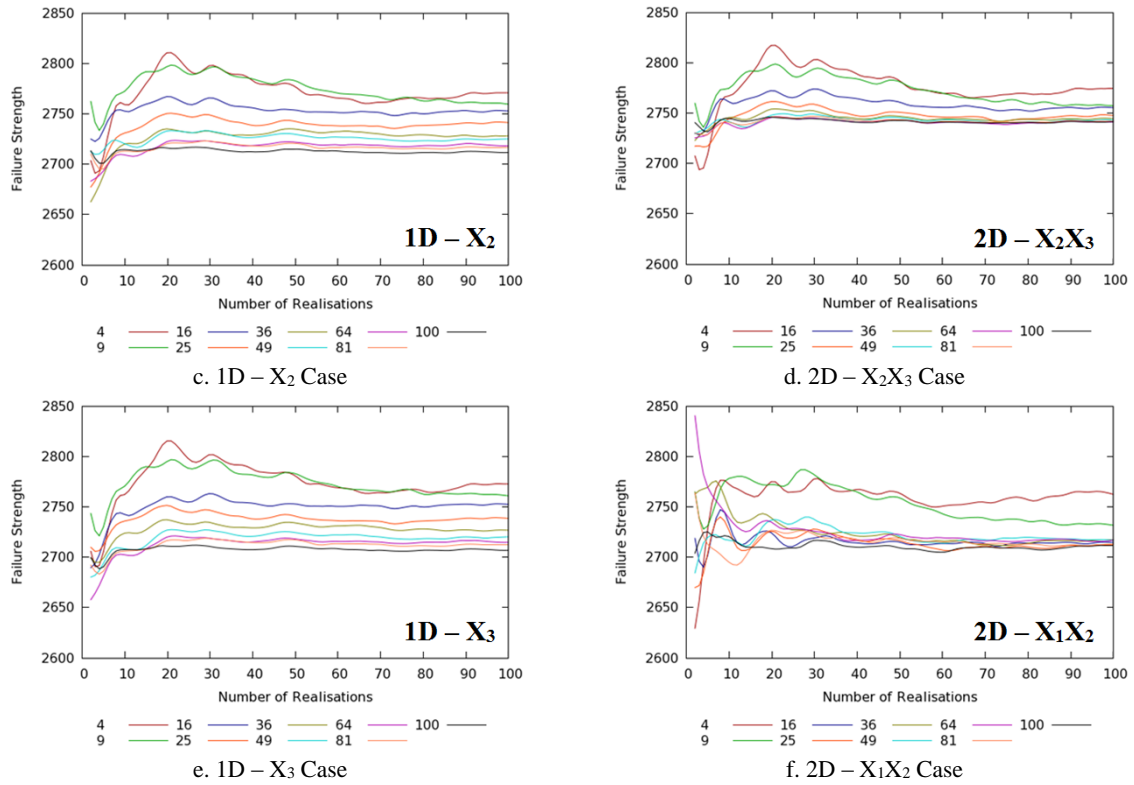 2850
2800
2750
2700
2650
2600
Failure Strength
0 10 20 30 40 50 60 70 80 90 100
Number of Realisations
1D – X2
4 16 36 64 100
9 25 49 81
c. 1D – X2 Case
2850
2800
2750
2700
2650
2600
Failure Strength
0 10 20 30 40 50 60 70 80 90 100
Number of Realisations
2D – X2X3
4 16 36 64 100
9 25 49 81
d. 2D – X2X3 Case
2850
2800
2750
2700
2650
2600
Failure Strength
0 10 20 30 40 50 60 70 80 90 100
Number of Realisations
1D – X3
4 16 36 64 100
9 25 49 81
e. 1D – X3 Case
2850
2800
2750
2700
2650
2600
Failure Strength
0 10 20 30 40 50 60 70 80 90 100
Number of Realisations
2D – X1X2
4 16 36 64 100
9 25 49 81
f. 2D – X1X2 Case